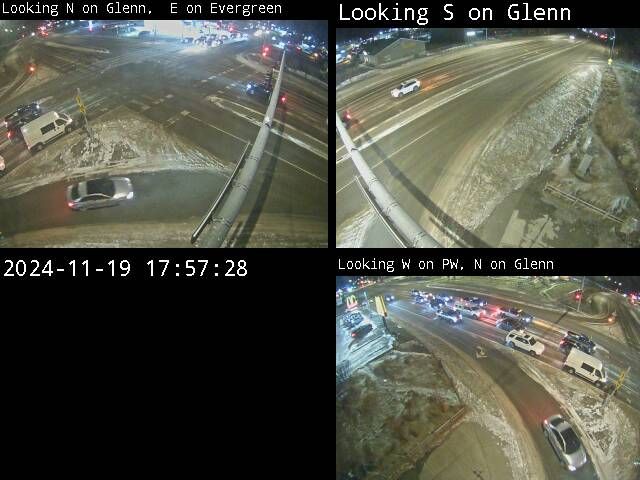 Looking N on Glenn, E on Evergreen
Looking S on Glenn
2024-11-19 17:57:28
Looking W on PW, N on Glenn